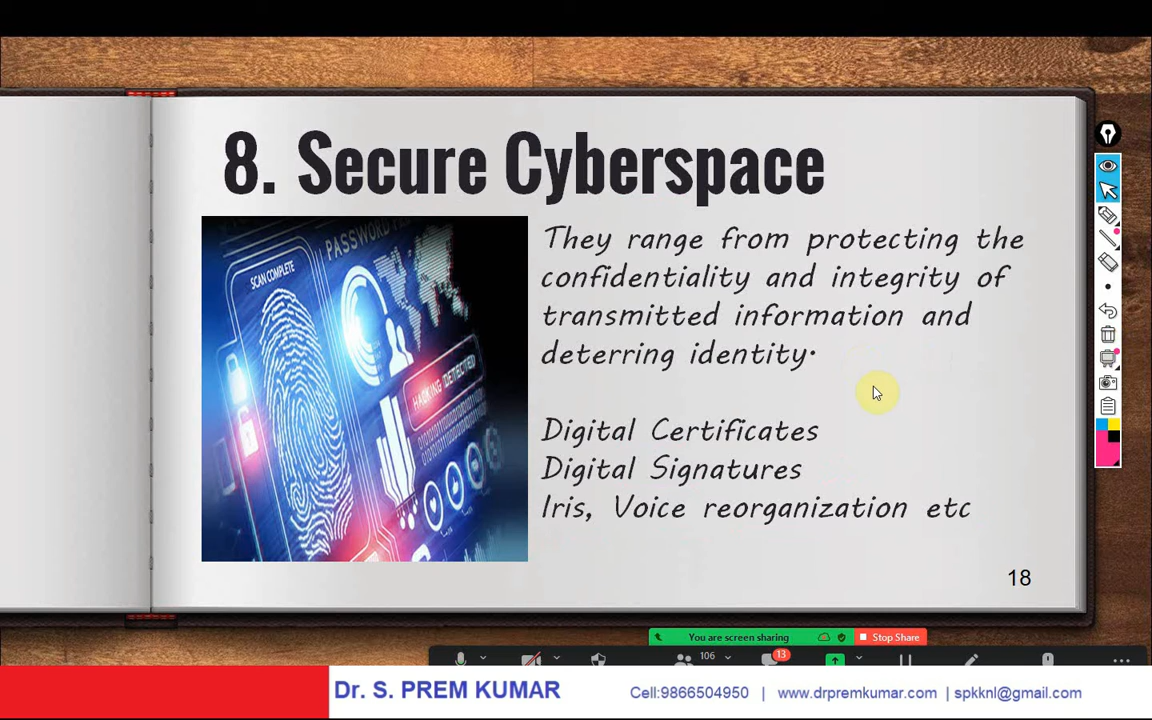 8. Secure Cyberspace
They range from protecting the
confidentiality and integrity of
transmitted information and
deterring identity.
Digital Certificates
Digital Signatures
Iris, Voice reorganization etc
SCAN COMPLETE
PASSWORD
HACKING DETECTED
18
You are screen sharing
Stop Share
106
13
Dr. S. PREM KUMAR
Cell:9866504950 | www.drpremkumar.com | spkknl@gmail.com